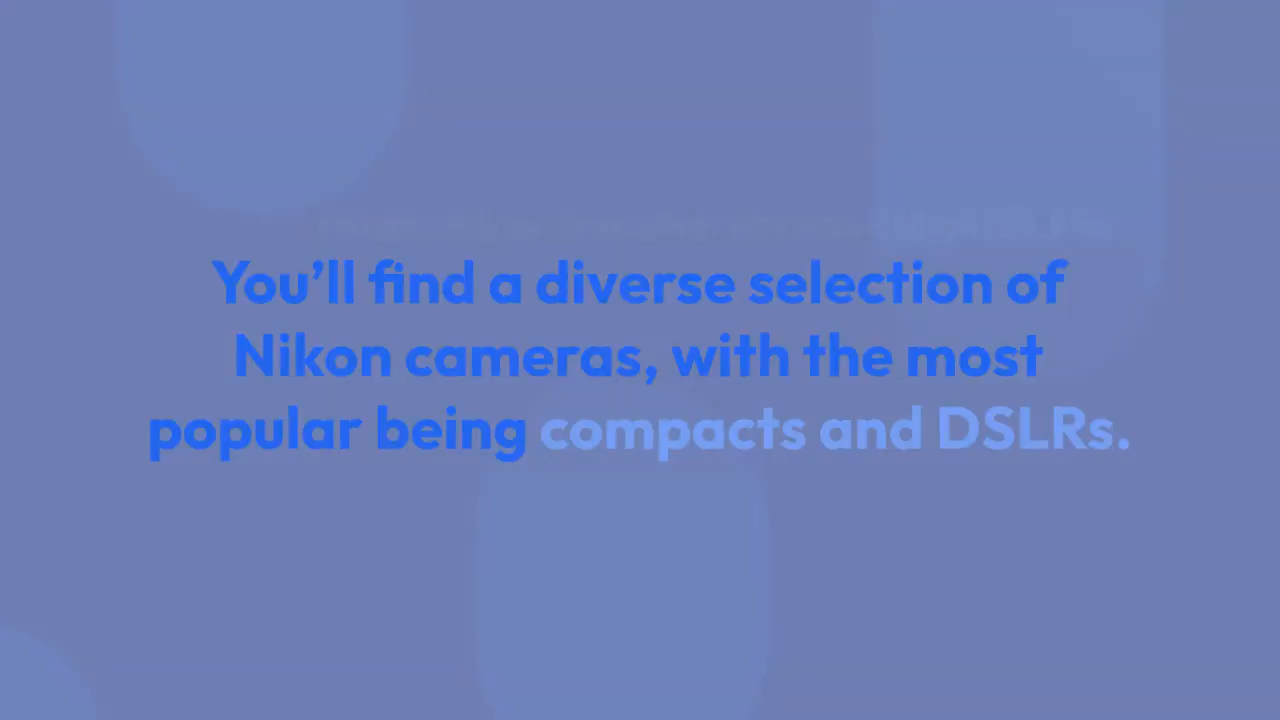 You’ll find a diverse selection of
Nikon cameras, with the most
popular being compacts and DSLRs.